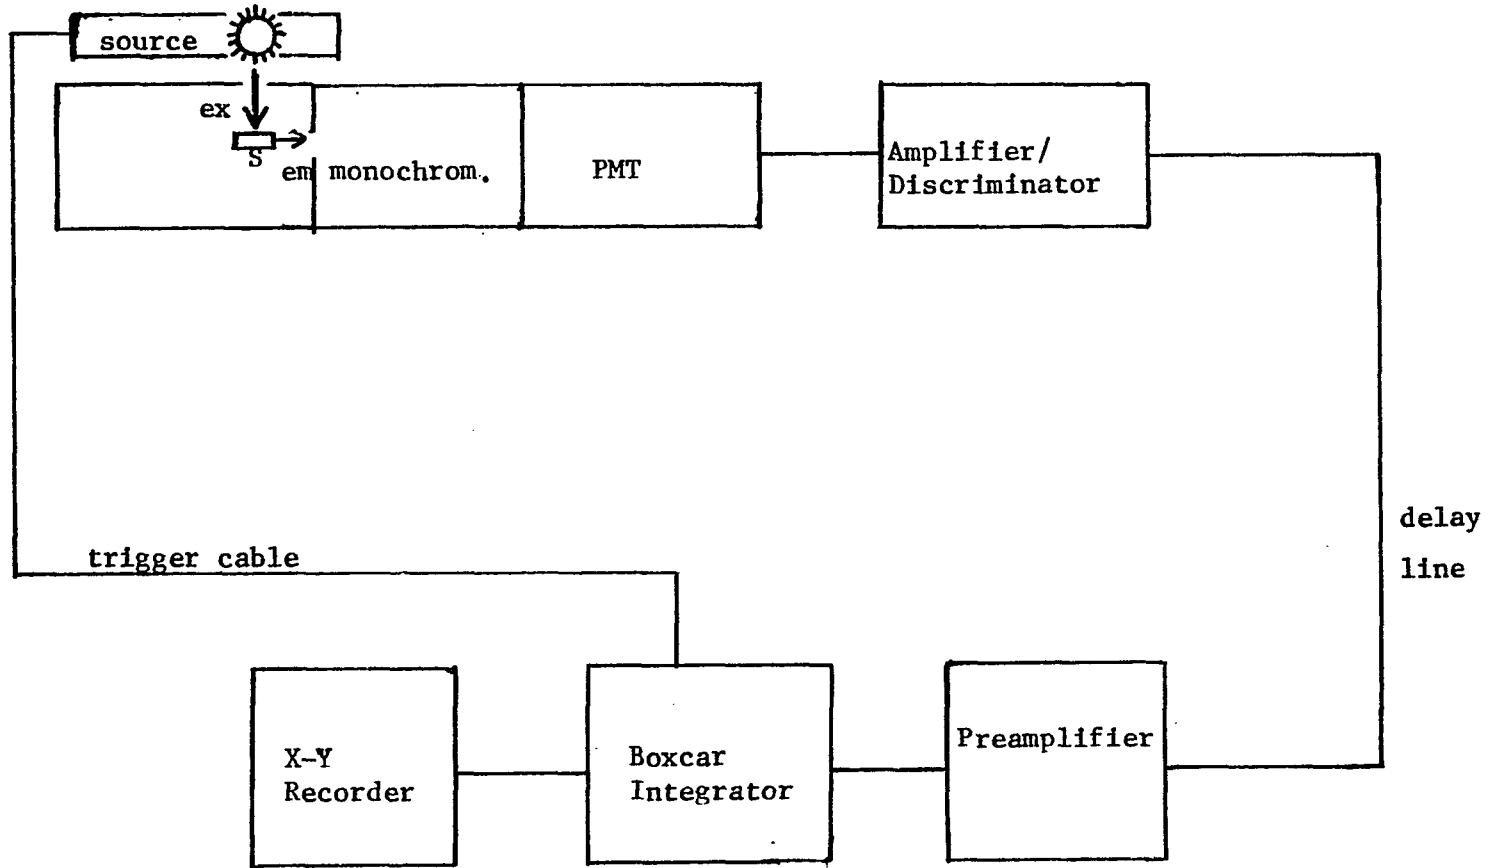 source
ex
S
em monochrom.
PMT
Amplifier/
Discriminator
delay
line
trigger cable
X-Y
Recorder
Boxcar
Integrator
Preamplifier